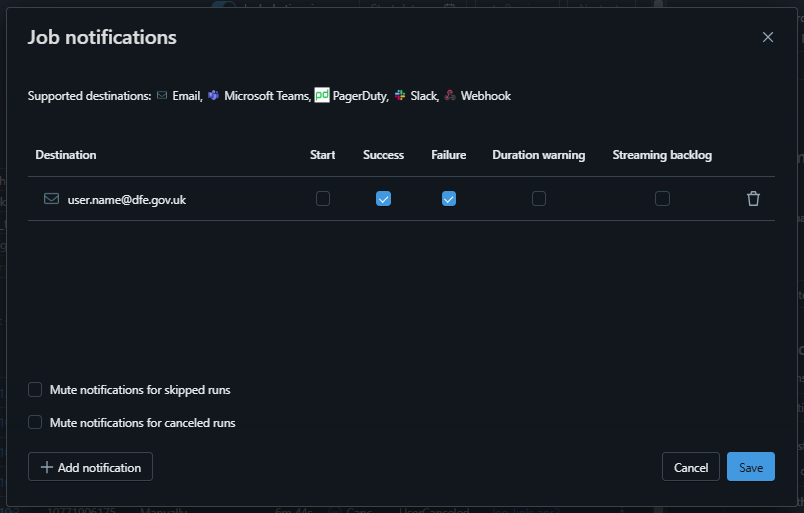 Job notifications
Supported destinations: Email, Microsoft Teams, pd PagerDuty, Slack, Webhook
Destination Start Success Failure Duration warning Streaming backlog
user.name@dfe.gov.uk
Mute notifications for skipped runs
Mute notifications for canceled runs
Add notification Cancel Save